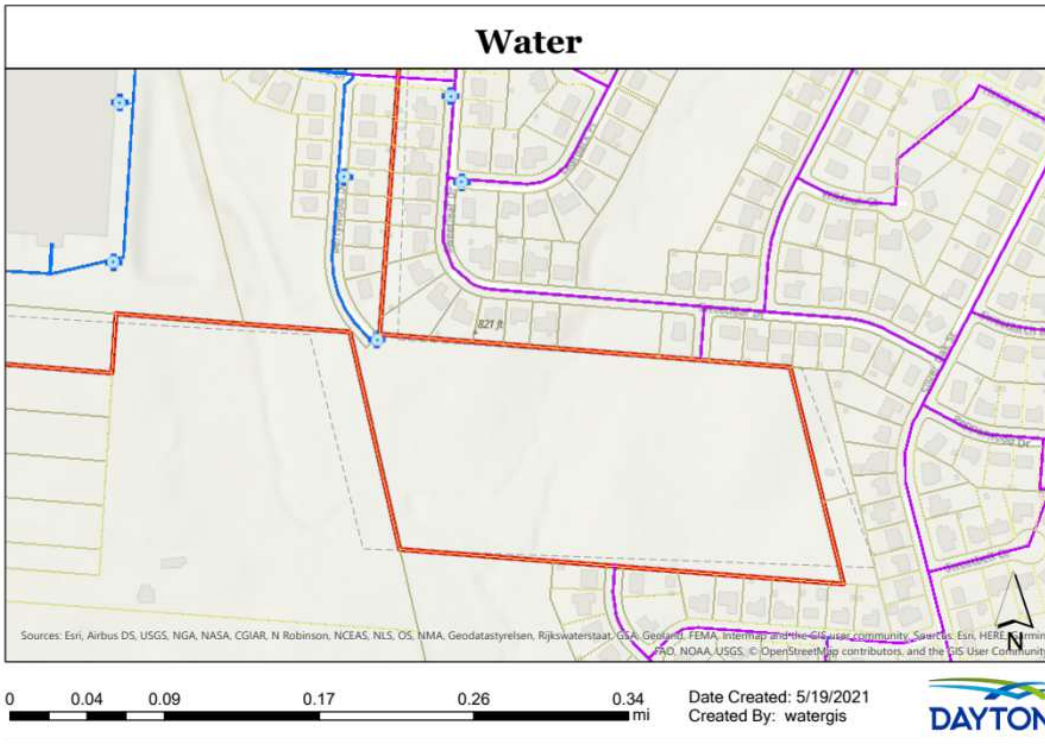 Water
821 ft
Sources: Esri, Airbus DS, USGS, NGA, NASA, CGIAR, N Robinson, NCEAS, NLS, OS, NMA, Geodatastyrelsen, Rijkswaterstaat, GSA, Geoland, FEMA, Intermap and the GIS user community, Sources: Esri, HERE, Garmin,
FAO, NOAA, USGS, © OpenStreetMap contributors, and the GIS User Community
N
0 0.04 0.09 0.17 0.26 0.34
mi
Date Created: 5/19/2021
Created By: watergis
DAYTON